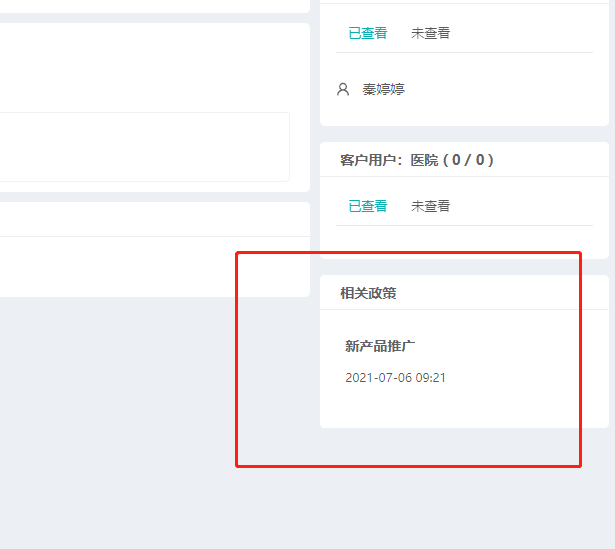 已查看 未查看
秦婷婷
客户用户：医院 ( 0 / 0 )
已查看 未查看
相关政策
新产品推广
2021-07-06 09:21